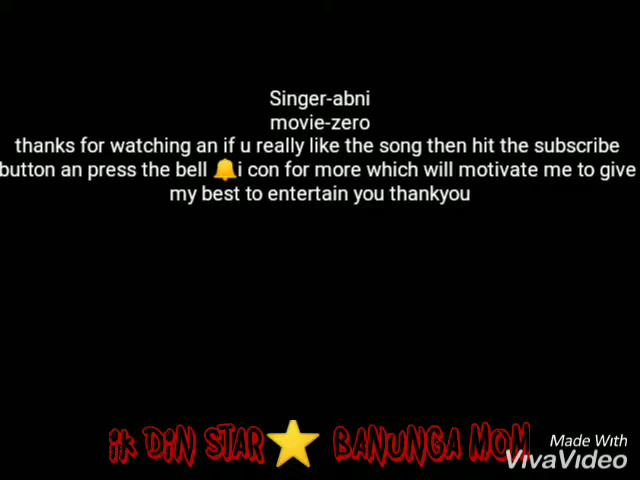 Singer-abni
movie-zero
thanks for watching an if u really like the song then hit the subscribe
button an press the bell 🔔i con for more which will motivate me to give
my best to entertain you thankyou
ik DiN STAR⭐ BANUNGA MOM
Made With
VivaVideo